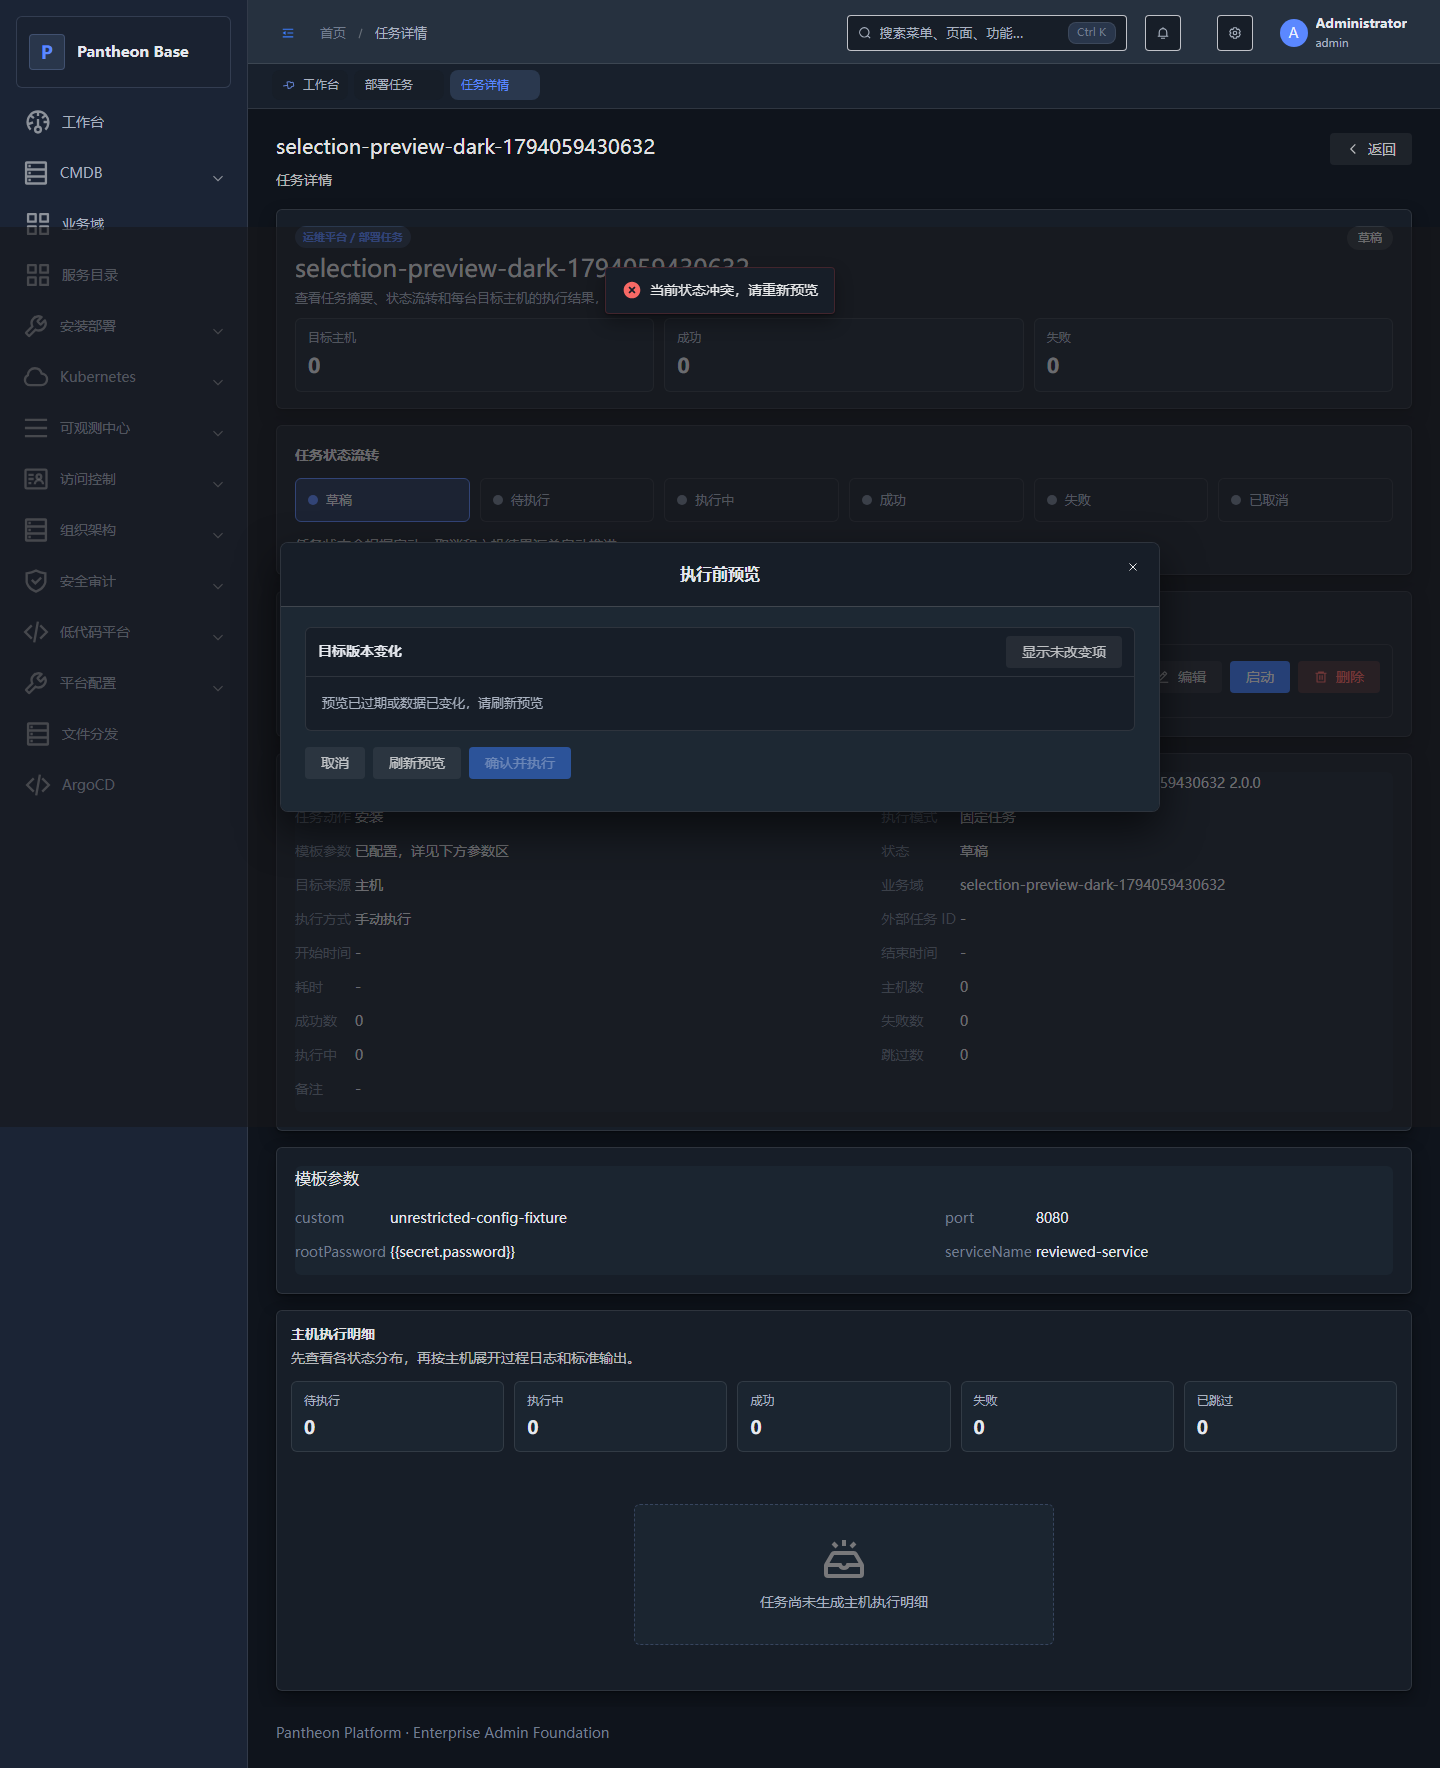 P Pantheon Base
首页 / 任务详情
搜索菜单、页面、功能... Ctrl K
A Administrator
admin
工作台
部署任务
任务详情
工作台
CMDB
业务域
服务目录
安装部署
Kubernetes
可观测中心
访问控制
组织架构
安全审计
低代码平台
平台配置
文件分发
ArgoCD
selection-preview-dark-1794059430632
返回
任务详情
运维平台 / 部署任务
草稿
selection-preview-dark-1794059430632
查看任务摘要、状态流转和每台目标主机的执行结果，
当前状态冲突，请重新预览
目标主机
0
成功
0
失败
0
任务状态流转
草稿
待执行
执行中
成功
失败
已取消
执行前预览
目标版本变化
显示未改变项
预览已过期或数据已变化，请刷新预览
取消
刷新预览
确认并执行
编辑
启动
删除
59430632 2.0.0
任务动作 安装
执行模式 固定任务
模板参数 已配置，详见下方参数区
状态 草稿
目标来源 主机
业务域 selection-preview-dark-1794059430632
执行方式 手动执行
外部任务 ID -
开始时间 -
结束时间 -
耗时 -
主机数 0
成功数 0
失败数 0
执行中 0
跳过数 0
备注 -
模板参数
custom unrestricted-config-fixture
port 8080
rootPassword {{secret.password}}
serviceName reviewed-service
主机执行明细
先查看各状态分布，再按主机展开过程日志和标准输出。
待执行
0
执行中
0
成功
0
失败
0
已跳过
0
任务尚未生成主机执行明细
Pantheon Platform · Enterprise Admin Foundation